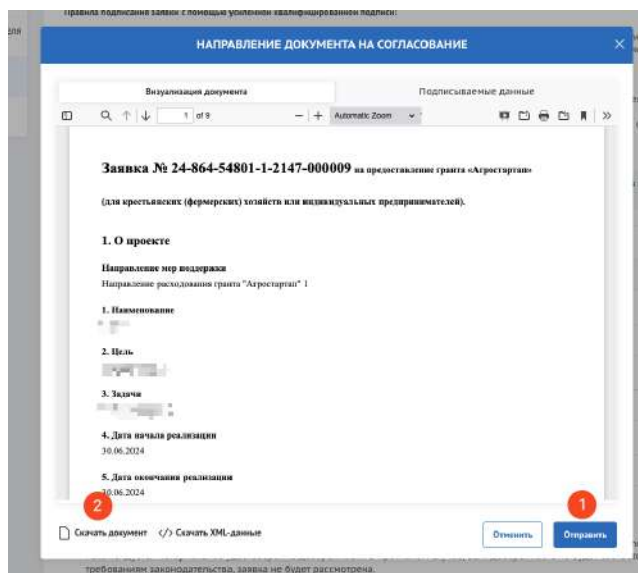 Правила подписания заявки с помощью усиленной квалифицированной подписи:
НАПРАВЛЕНИЕ ДОКУМЕНТА НА СОГЛАСОВАНИЕ
Визуализация документа
Подписываемые данные
1 of 9
Automatic Zoom
Заявка № 24-864-54801-1-2147-000009 на предоставление гранта «Агростартап»
(для крестьянских (фермерских) хозяйств или индивидуальных предпринимателей).
1. О проекте
Направление мер поддержки
Направление расходования гранта "Агростартап" 1
1. Наименование
2. Цель
3. Задачи
4. Дата начала реализации
30.06.2024
5. Дата окончания реализации
30.06.2024
2
1
Скачать документ
</> Скачать XML-данные
Отменить
Отправить
требованиям законодательства, заявка не будет рассмотрена.